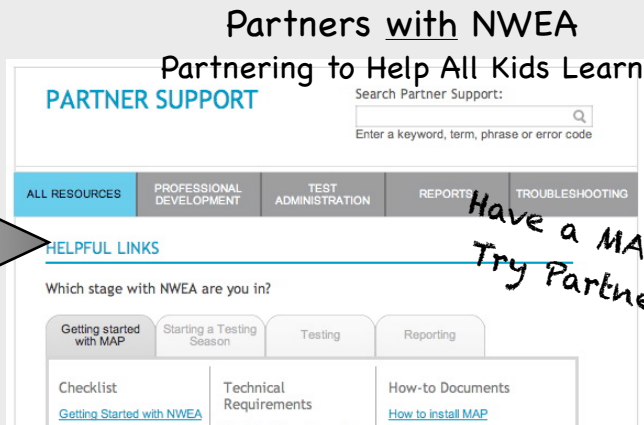 Partners with NWEA
Partnering to Help All Kids Learn
PARTNER SUPPORT
Search Partner Support:
Enter a keyword, term, phrase or error code
ALL RESOURCES
PROFESSIONAL
DEVELOPMENT
TEST
ADMINISTRATION
REPORTS
TROUBLESHOOTING
Have a
Try
HELPFUL LINKS
Which stage with NWEA are you in?
Getting started
with MAP
Starting a Testing
Season
Testing
Reporting
Checklist
Getting Started with NWEA
Technical
Requirements
How-to Documents
How to install MAP